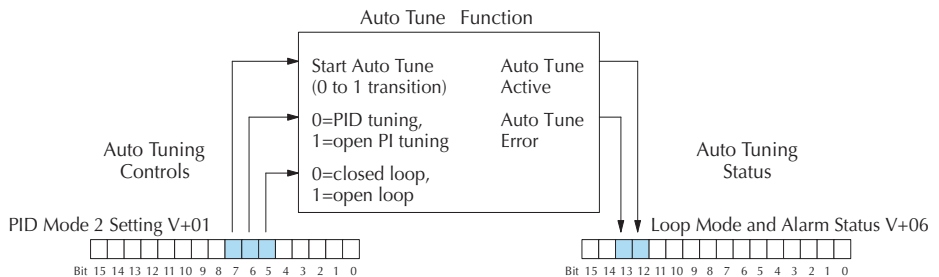 Auto Tune Function
Start Auto Tune
(0 to 1 transition)
0=PID tuning,
1=open PI tuning
0=closed loop,
1=open loop
Auto Tune
Active
Auto Tune
Error
Auto Tuning
Controls
Auto Tuning
Status
PID Mode 2 Setting V+01
Loop Mode and Alarm Status V+06
Bit 15 14 13 12 11 10 9 8 7 6 5 4 3 2 1 0
Bit 15 14 13 12 11 10 9 8 7 6 5 4 3 2 1 0